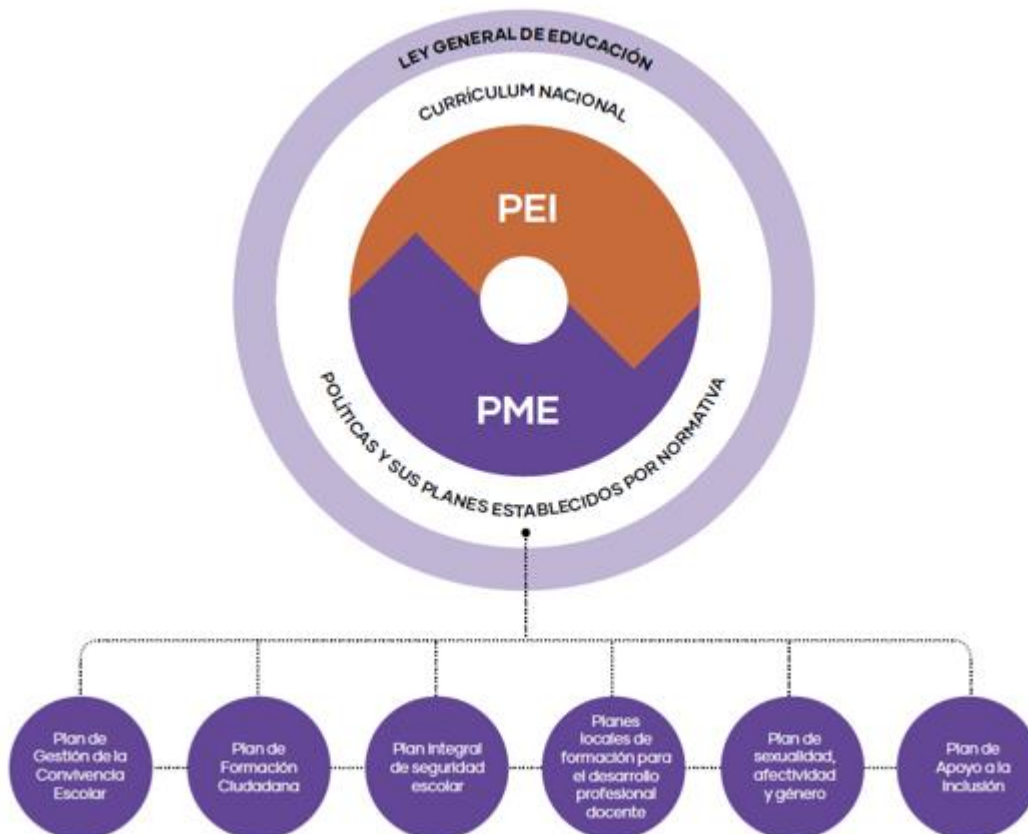 LEY GENERAL DE EDUCACIÓN
CURRÍCULUM NACIONAL
PEI
PME
POLÍTICAS Y SUS PLANES ESTABLECIDOS POR NORMATIVA
Plan de
Gestión de la
Convivencia
Escolar
Plan de
Formación
Ciudadana
Plan integral
de seguridad
escolar
Planes
locales de
formación para
el desarrollo
profesional
docente
Plan de
sexualidad,
afectividad
y género
Plan de
Apoyo a la
Inclusión